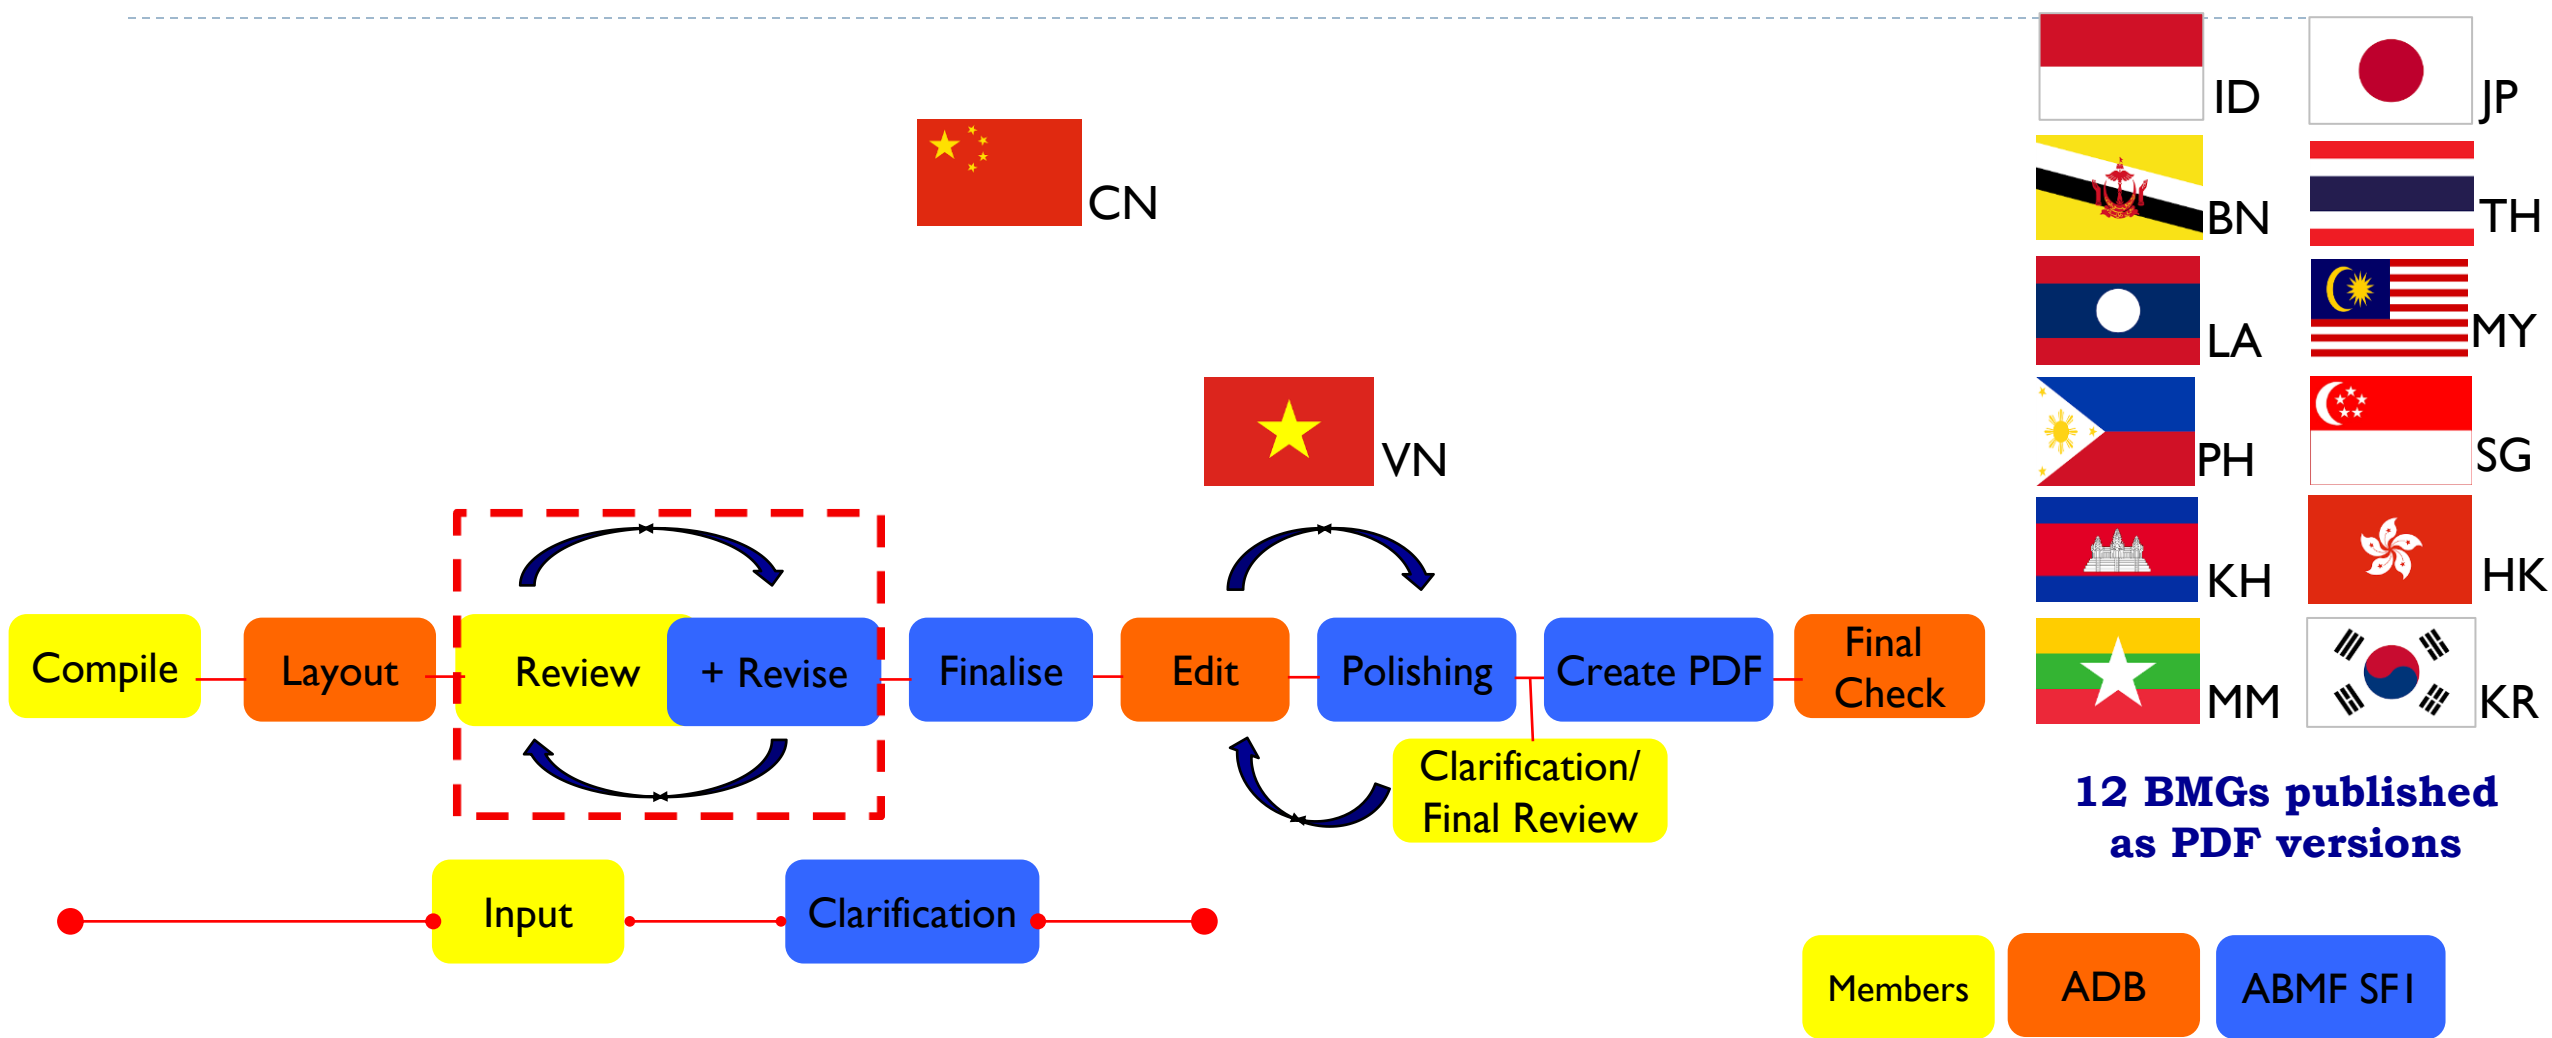 ID
JP
CN
BN
TH
LA
MY
VN
PH
SG
KH
HK
Compile
Layout
Review
+ Revise
Finalise
Edit
Polishing
Create PDF
Final
Check
MM
KR
Clarification/
Final Review
12 BMGs published
as PDF versions
Input
Clarification
Members
ADB
ABMF SF1